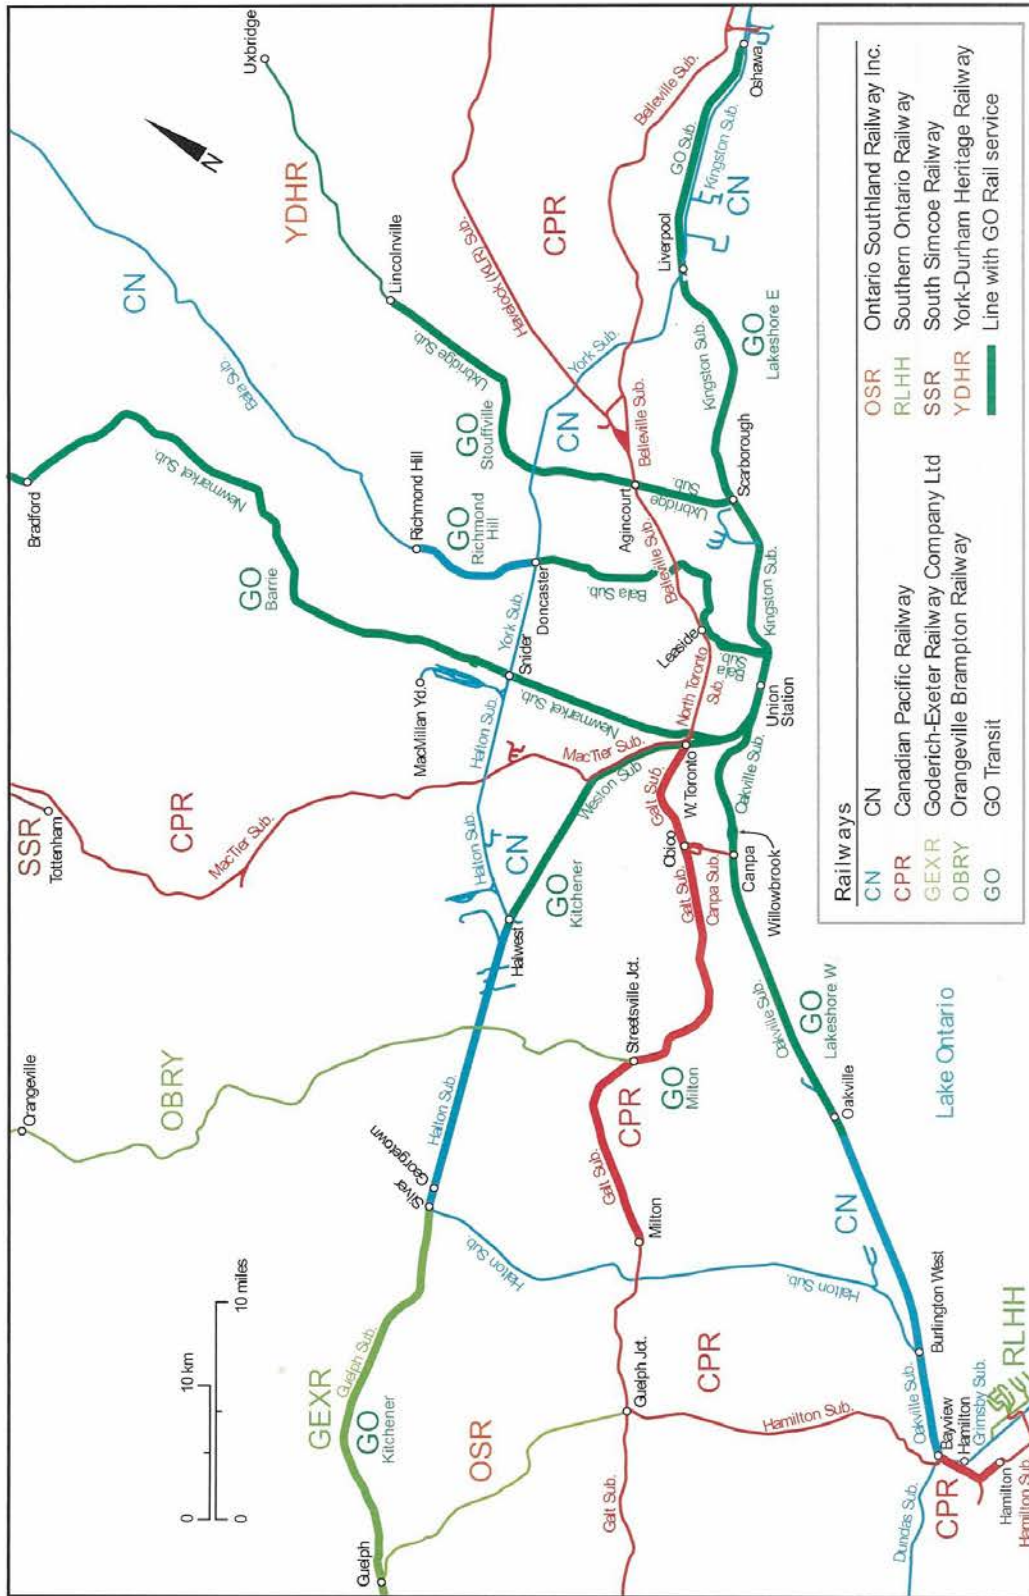 Orangeville
SSR
Tottenham
Bradford
CN
Uxbridge
OBRY
CPR
MacTier Sub.
Newmarket Sub.
GO
Barrie
Bala Sub.
YDHR
N
0 10 km
0 10 miles
GEXR
Guelph Sub.
GO
Kitchener
Guelph
Silver
Georgetown
Halton Sub.
MacMillan Yd.
Richmond Hill
GO
Richmond
Hill
Lincolnville
Uxbridge Sub.
GO
Stouffville
Havelock (KLR) Sub.
OSR
Halton Sub.
Halwest
CN
Halton Sub.
Halton Sub.
Snider
York Sub.
Doncaster
CN
York Sub.
CPR
Belleville Sub.
GO
Kitchener
Weston Sub
MacTier Sub.
Newmarket Sub.
Bala Sub.
Agincourt
Belleville Sub.
Galt Sub.
Guelph Jct.
Milton
Galt Sub.
CPR
Streetsville Jct.
GO
Milton
Galt Sub.
Obico
Galt Sub.
W. Toronto
North Toronto
Sub.
Leaside
Belleville Sub.
Uxbridge
Sub.
Liverpool
GO Sub.
Kingston Sub.
CN
Oshawa
CPR
Hamilton Sub.
Halton Sub.
Halton Sub.
Canpa Sub.
Canpa
Willowbrook
Oakville Sub.
Union
Station
Bala
Sub.
Kingston Sub.
Scarborough
Kingston Sub.
GO
Lakeshore E
Oakville Sub.
GO
Lakeshore W
Oakville
CN
Lake Ontario
Dundas Sub.
Oakville Sub.
Burlington West
Bayview
CPR
Hamilton
Grimsby Sub.
RLHH
Hamilton
Hamilton Sub.
Railways
CN CN
CPR Canadian Pacific Railway
GEXR Goderich-Exeter Railway Company Ltd
OBRY Orangeville Brampton Railway
GO GO Transit
OSR Ontario Southland Railway Inc.
RLHH Southern Ontario Railway
SSR South Simcoe Railway
YDHR York-Durham Heritage Railway
Line with GO Rail service